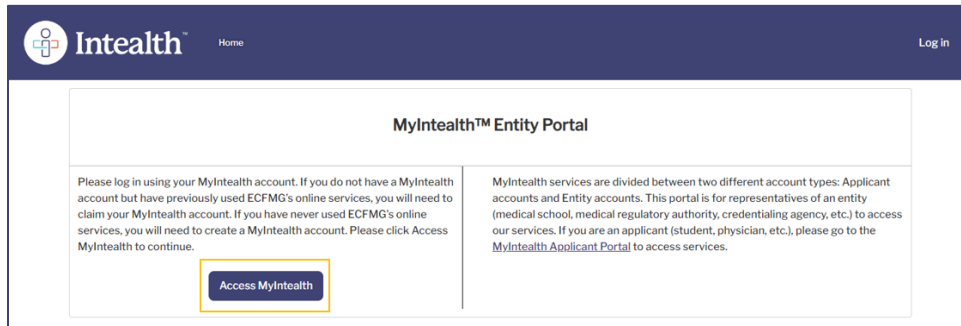 Intealth™
Home
Log in
MyIntealth™ Entity Portal
Please log in using your MyIntealth account. If you do not have a MyIntealth
account but have previously used ECFMG's online services, you will need to
claim your MyIntealth account. If you have never used ECFMG's online
services, you will need to create a MyIntealth account. Please click Access
MyIntealth to continue.
Access MyIntealth
MyIntealth services are divided between two different account types: Applicant
accounts and Entity accounts. This portal is for representatives of an entity
(medical school, medical regulatory authority, credentialing agency, etc.) to access
our services. If you are an applicant (student, physician, etc.), please go to the
MyIntealth Applicant Portal to access services.